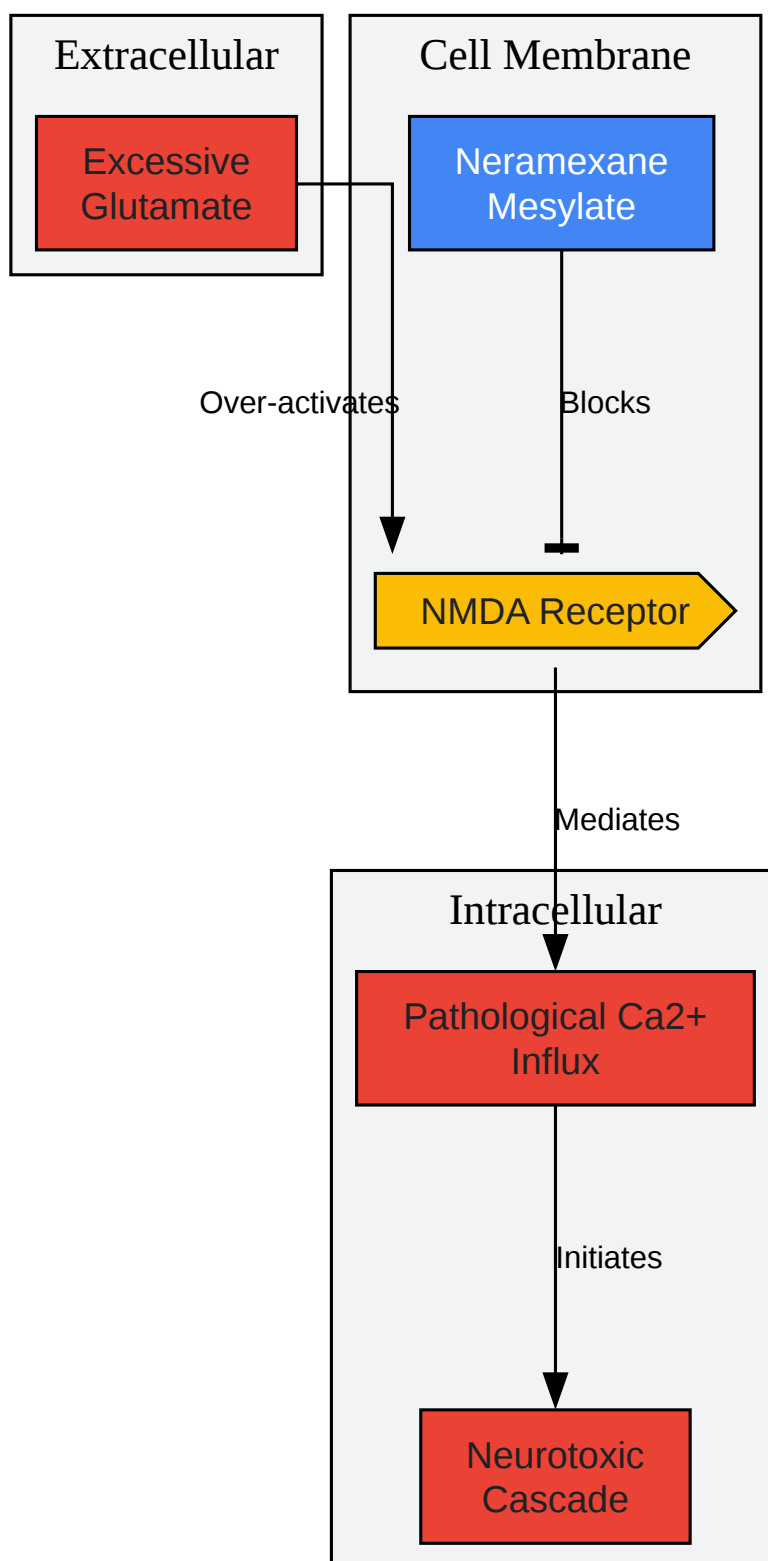 Extracellular
Cell Membrane
Excessive
Glutamate
Neramexane
Mesylate
Over-activates
Blocks
NMDA Receptor
Mediates
Intracellular
Pathological Ca2+
Influx
Initiates
Neurotoxic
Cascade